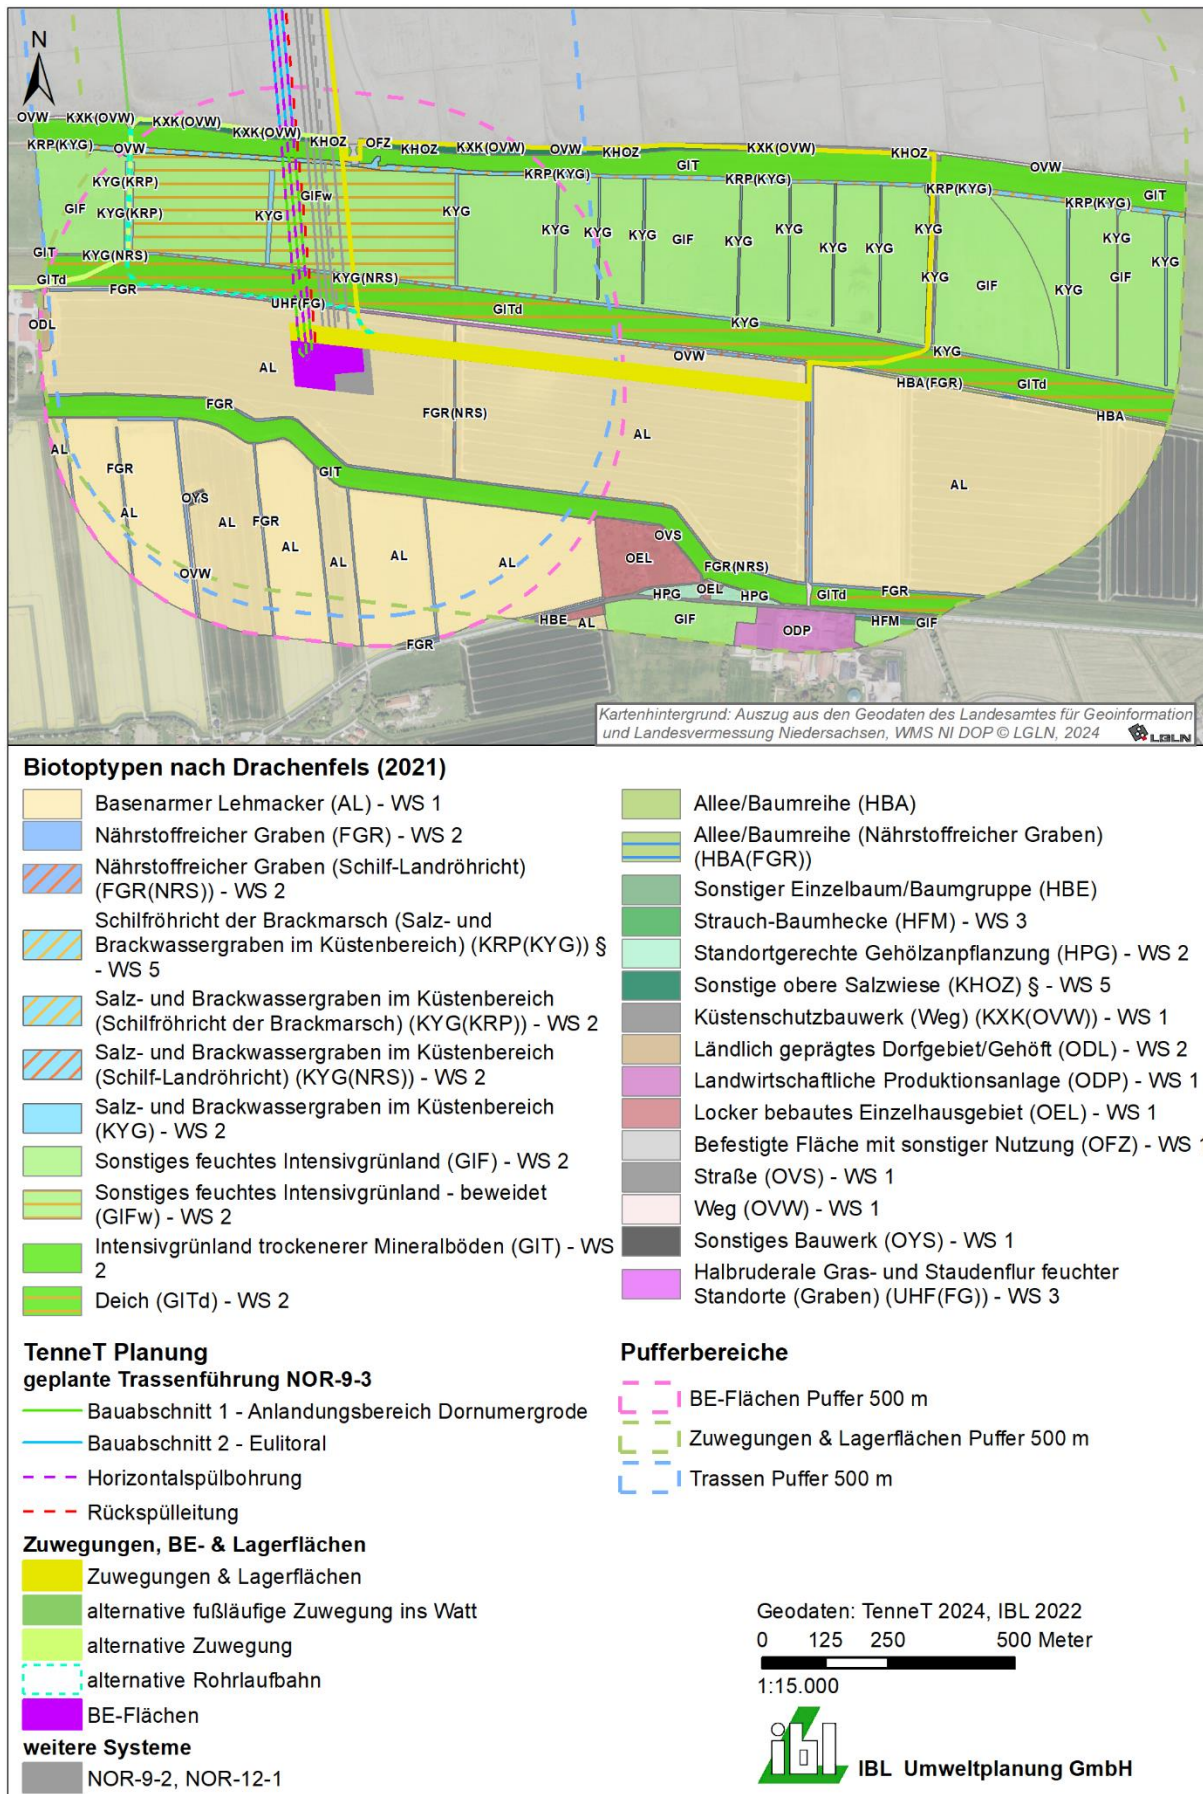 N
OVW
KXK(OVW)
KXK(OVW)
KXK(OVW)
KHOZ
OFZ
KHOZ
KXK(OVW)
OVW
KHOZ
KXK(OVW)
KHOZ
OVW
KRP(KYG)
OVW
GIT
KRP(KYG)
KRP(KYG)
KRP(KYG)
KRP(KYG)
GIT
KYG(KRP)
GIFw
KYG
GIF
KYG(KRP)
KYG
KYG
KYG
KYG
KYG
GIF
KYG
KYG
KYG
KYG
KYG
KYG
KYG
GIT
KYG(NRS)
KYG(NRS)
KYG
GIF
KYG
GIF
KYG
GITd
FGR
UHF(FG)
GITd
KYG
KYG
ODL
AL
OVW
HBA(FGR)
GITd
FGR
FGR(NRS)
AL
HBA
AL
FGR
GIT
AL
OYS
AL
AL
FGR
AL
AL
AL
AL
OVS
OVW
OEL
FGR(NRS)
HPG
OEL
HPG
GITd
FGR
HBE
AL
GIF
ODP
HFM
GIF
FGR
Kartenhintergrund: Auszug aus den Geodaten des Landesamtes für Geoinformation
und Landesvermessung Niedersachsen, WMS NI DOP © LGLN, 2024
LGLN
Biotoptypen nach Drachenfels (2021)
Basenarmer Lehmacker (AL) - WS 1
Nährstoffreicher Graben (FGR) - WS 2
Nährstoffreicher Graben (Schilf-Landröhricht)
(FGR(NRS)) - WS 2
Schilfröhricht der Brackmarsch (Salz- und
Brackwassergraben im Küstenbereich) (KRP(KYG)) §
- WS 5
Salz- und Brackwassergraben im Küstenbereich
(Schilfröhricht der Brackmarsch) (KYG(KRP)) - WS 2
Salz- und Brackwassergraben im Küstenbereich
(Schilf-Landröhricht) (KYG(NRS)) - WS 2
Salz- und Brackwassergraben im Küstenbereich
(KYG) - WS 2
Sonstiges feuchtes Intensivgrünland (GIF) - WS 2
Sonstiges feuchtes Intensivgrünland - beweidet
(GIFw) - WS 2
Intensivgrünland trockenerer Mineralböden (GIT) - WS
2
Deich (GITd) - WS 2
Allee/Baumreihe (HBA)
Allee/Baumreihe (Nährstoffreicher Graben)
(HBA(FGR))
Sonstiger Einzelbaum/Baumgruppe (HBE)
Strauch-Baumhecke (HFM) - WS 3
Standortgerechte Gehölzanpflanzung (HPG) - WS 2
Sonstige obere Salzwiese (KHOZ) § - WS 5
Küstenschutzbauwerk (Weg) (KXK(OVW)) - WS 1
Ländlich geprägtes Dorfgebiet/Gehöft (ODL) - WS 2
Landwirtschaftliche Produktionsanlage (ODP) - WS 1
Locker bebautes Einzelhausgebiet (OEL) - WS 1
Befestigte Fläche mit sonstiger Nutzung (OFZ) - WS 1
Straße (OVS) - WS 1
Weg (OVW) - WS 1
Sonstiges Bauwerk (OYS) - WS 1
Halbruderale Gras- und Staudenflur feuchter
Standorte (Graben) (UHF(FG)) - WS 3
TenneT Planung
geplante Trassenführung NOR-9-3
Bauabschnitt 1 - Anlandungsbereich Dornumergrode
Bauabschnitt 2 - Eulitoral
Horizontalspülbohrung
Rückspülleitung
Zuwegungen, BE- & Lagerflächen
Zuwegungen & Lagerflächen
alternative fußläufige Zuwegung ins Watt
alternative Zuwegung
alternative Rohrlaufbahn
BE-Flächen
weitere Systeme
NOR-9-2, NOR-12-1
Pufferbereiche
BE-Flächen Puffer 500 m
Zuwegungen & Lagerflächen Puffer 500 m
Trassen Puffer 500 m
Geodaten: TenneT 2024, IBL 2022
0 125 250 500 Meter
1:15.000
ibl
IBL Umweltplanung GmbH